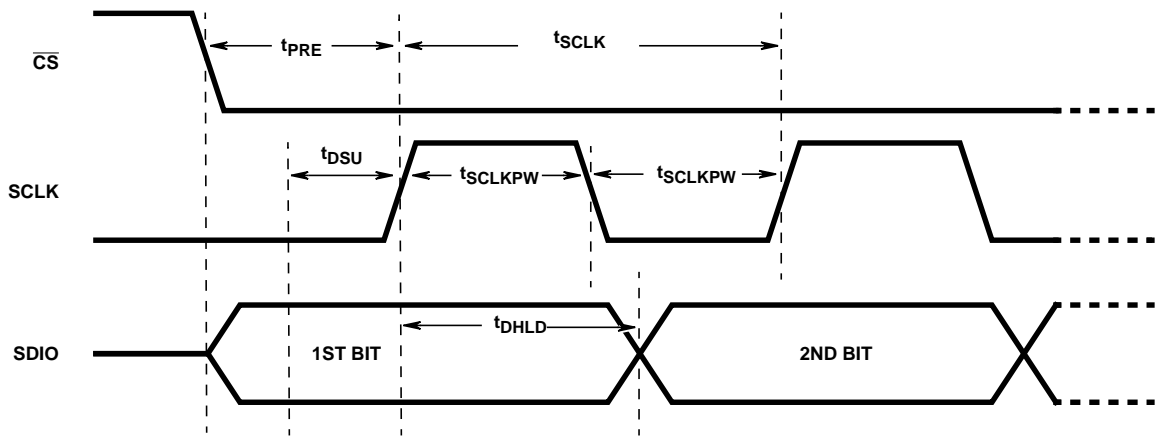 CS
tPRE
tSCLK
SCLK
tDSU
tSCLKPW
tSCLKPW
SDIO
1ST BIT
tDHLD
2ND BIT